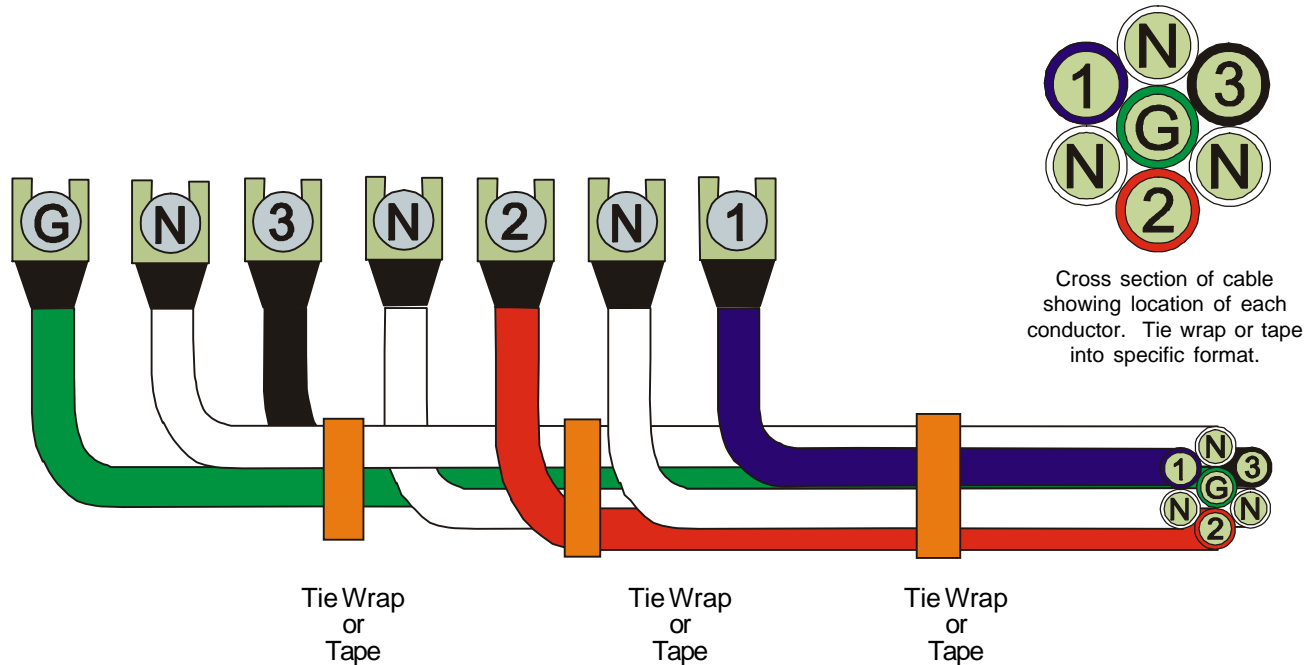 N
1
3
G
N
N
2
Cross section of cable
showing location of each
conductor. Tie wrap or tape
into specific format.
G
N
3
N
2
N
1
N
1
3
G
N
N
2
Tie Wrap
or
Tape
Tie Wrap
or
Tape
Tie Wrap
or
Tape